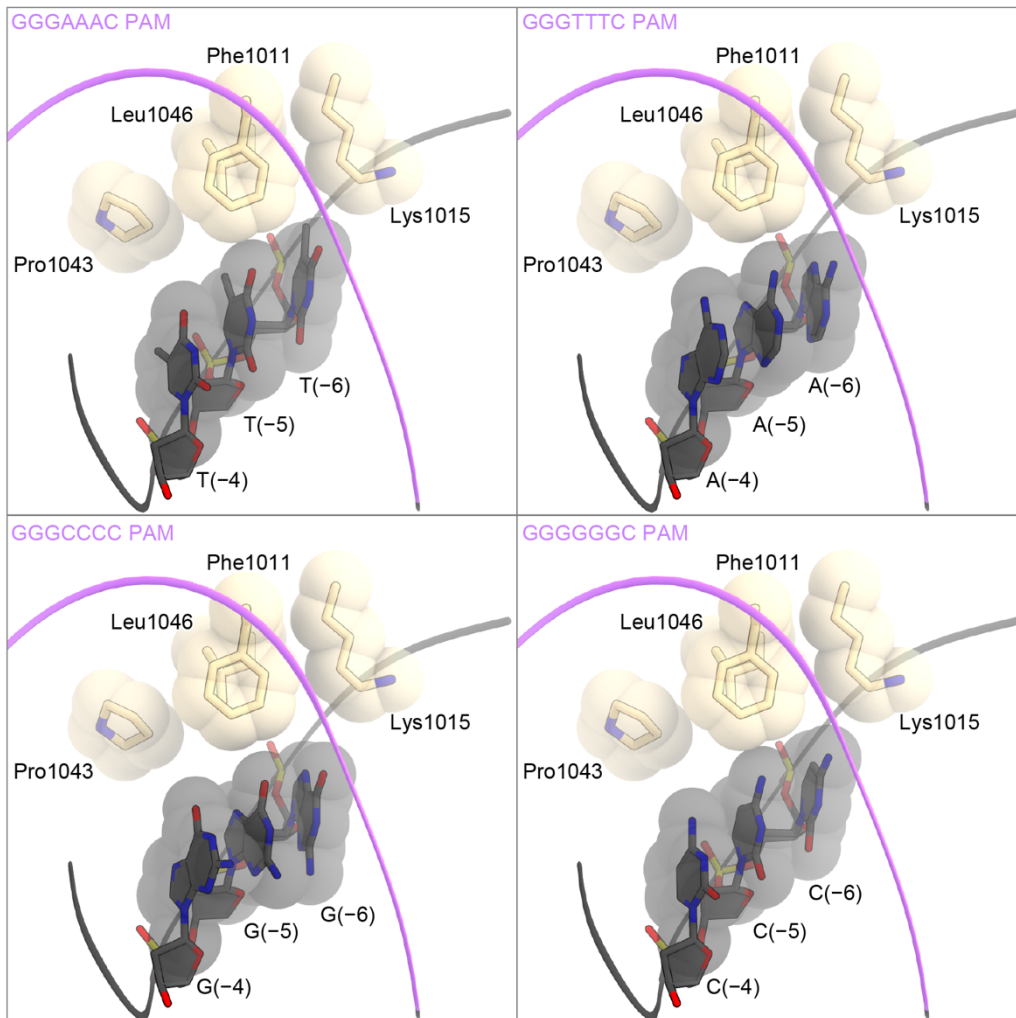 GGGAAAC PAM
Phe1011
Leu1046
Lys1015
Pro1043
T(−6)
T(−5)
T(−4)
GGGTTTC PAM
Phe1011
Leu1046
Lys1015
Pro1043
A(−6)
A(−5)
A(−4)
GGGCCCC PAM
Phe1011
Leu1046
Lys1015
Pro1043
G(−6)
G(−5)
G(−4)
GGGGGGC PAM
Phe1011
Leu1046
Lys1015
Pro1043
C(−6)
C(−5)
C(−4)